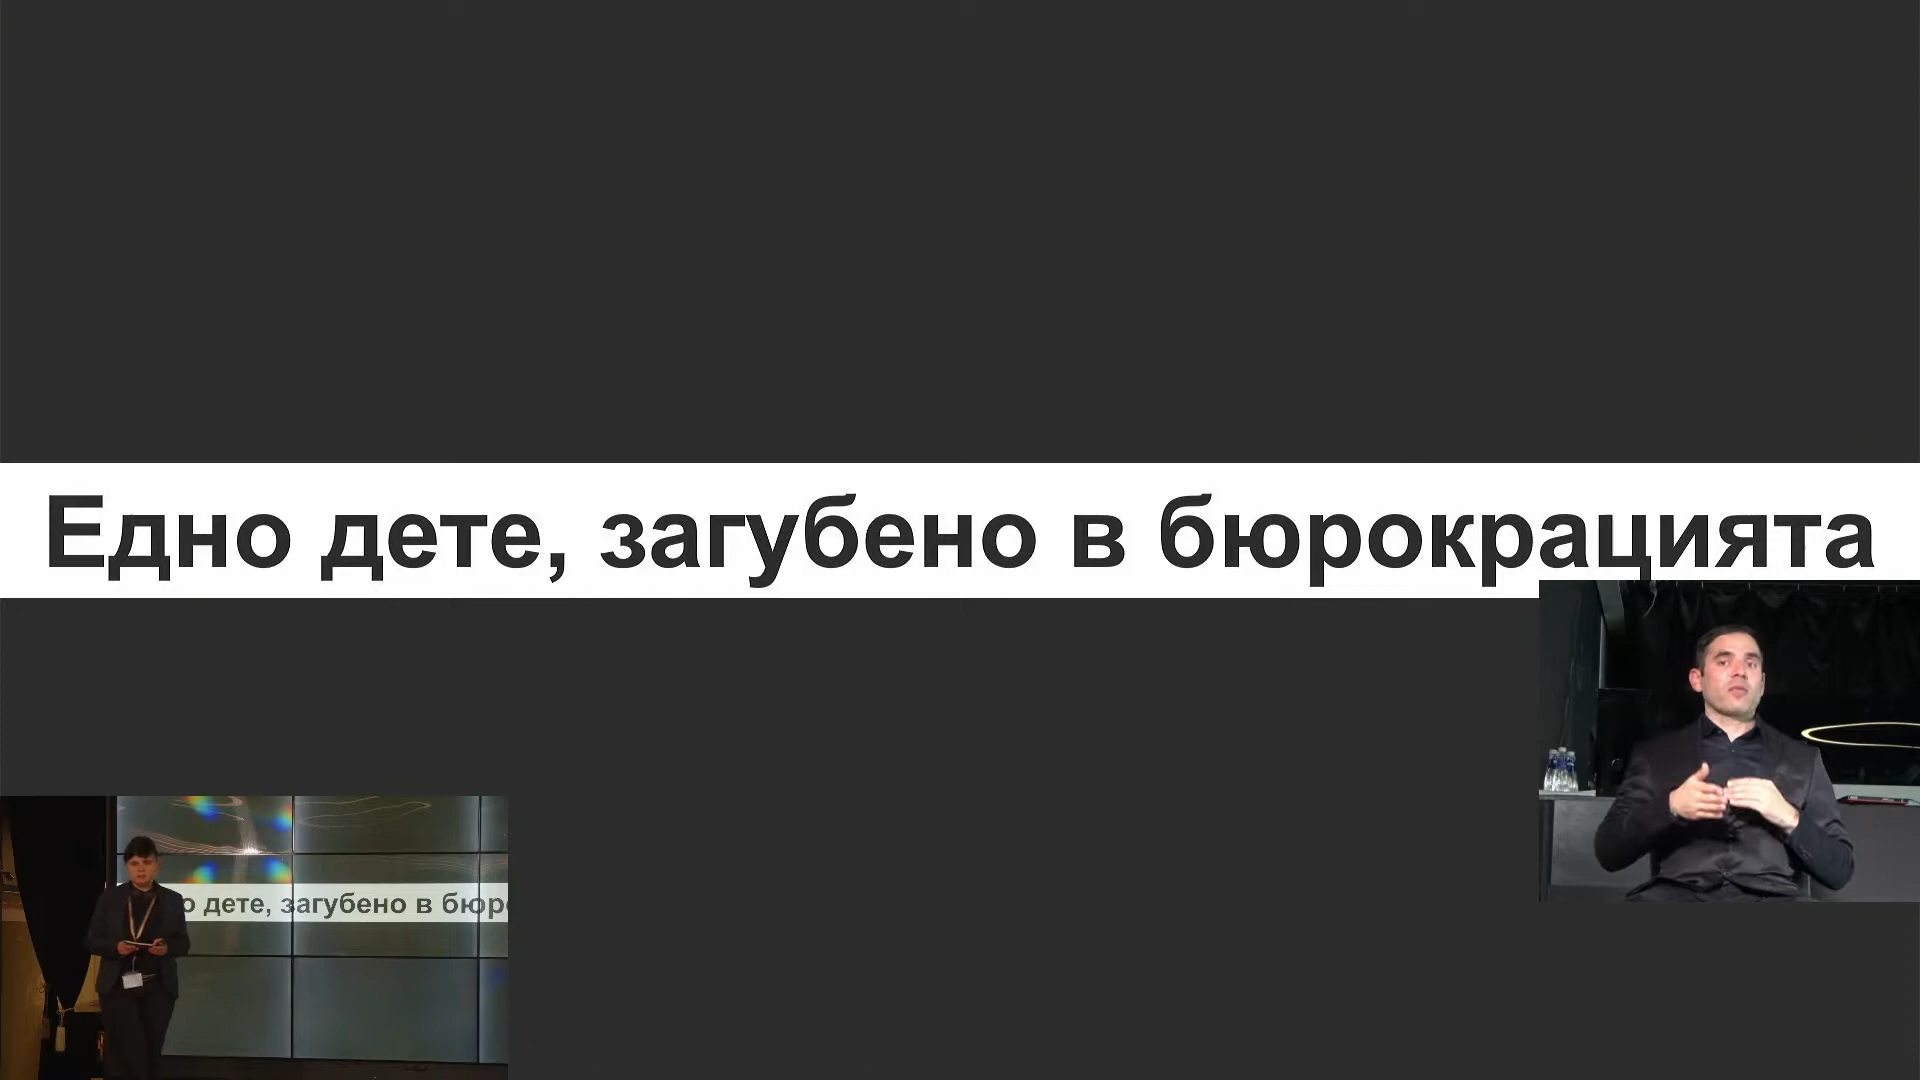 Едно дете, загубено в бюрокрацията
о дете, загубено в бюр